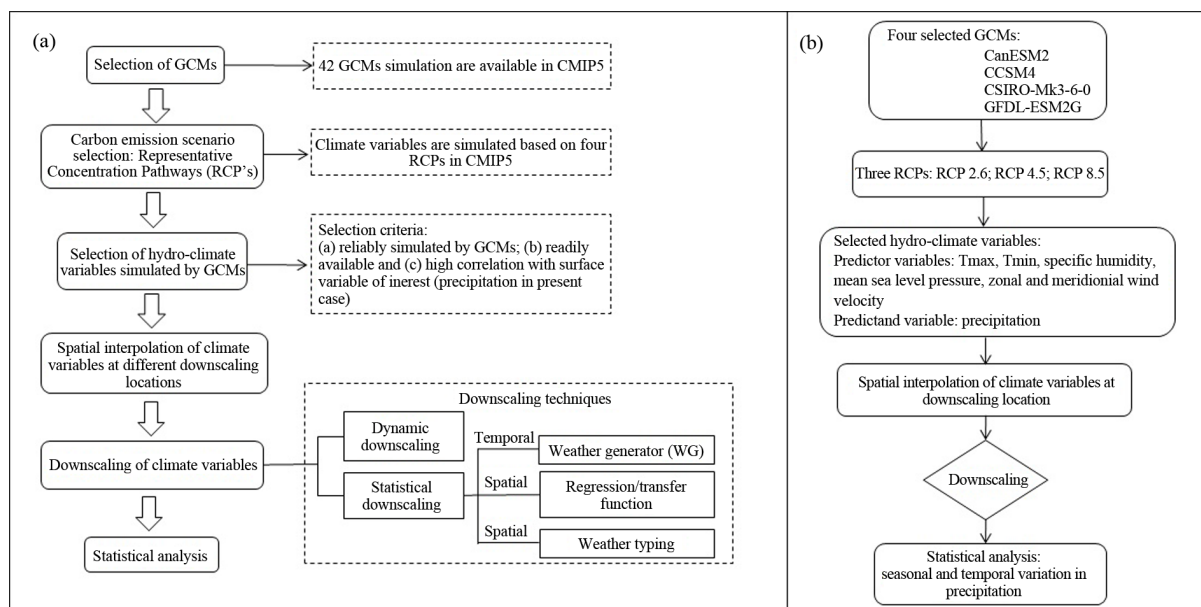 (a)
Selection of GCMs
42 GCMs simulation are available in CMIP5
Carbon emission scenario
selection: Representative
Concentration Pathways (RCP's)
Climate variables are simulated based on four
RCPs in CMIP5
Selection of hydro-climate
variables simulated by GCMs
Selection criteria:
(a) reliably simulated by GCMs; (b) readily
available and (c) high correlation with surface
variable of inerest (precipitation in present
case)
Spatial interpolation of climate
variables at different downscaling
locations
Downscaling of climate variables
Downscaling techniques
Dynamic
downscaling
Statistical
downscaling
Temporal
Weather generator (WG)
Spatial
Regression/transfer
function
Spatial
Weather typing
Statistical analysis
(b)
Four selected GCMs:
CanESM2
CCSM4
CSIRO-Mk3-6-0
GFDL-ESM2G
Three RCPs: RCP 2.6; RCP 4.5; RCP 8.5
Selected hydro-climate variables:
Predictor variables: Tmax, Tmin, specific humidity,
mean sea level pressure, zonal and meridionial wind
velocity
Predictand variable: precipitation
Spatial interpolation of climate variables at
downscaling location
Downscaling
Statistical analysis:
seasonal and temporal variation in
precipitation